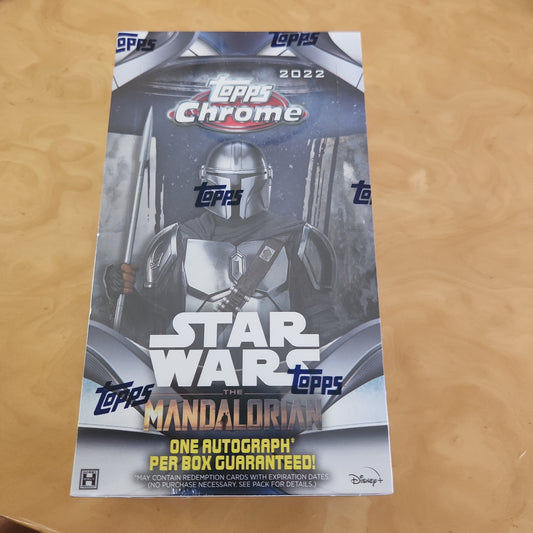 Topps Topps
2022
Topps
Chrome
Topps
Topps
STAR
WARS
Topps
THE
Topps
MANDALORIAN
ONE AUTOGRAPH*
PER BOX GUARANTEED!
*MAY CONTAIN REDEMPTION CARDS WITH EXPIRATION DATES.
(NO PURCHASE NECESSARY. SEE PACK FOR DETAILS.)
H
Disney+